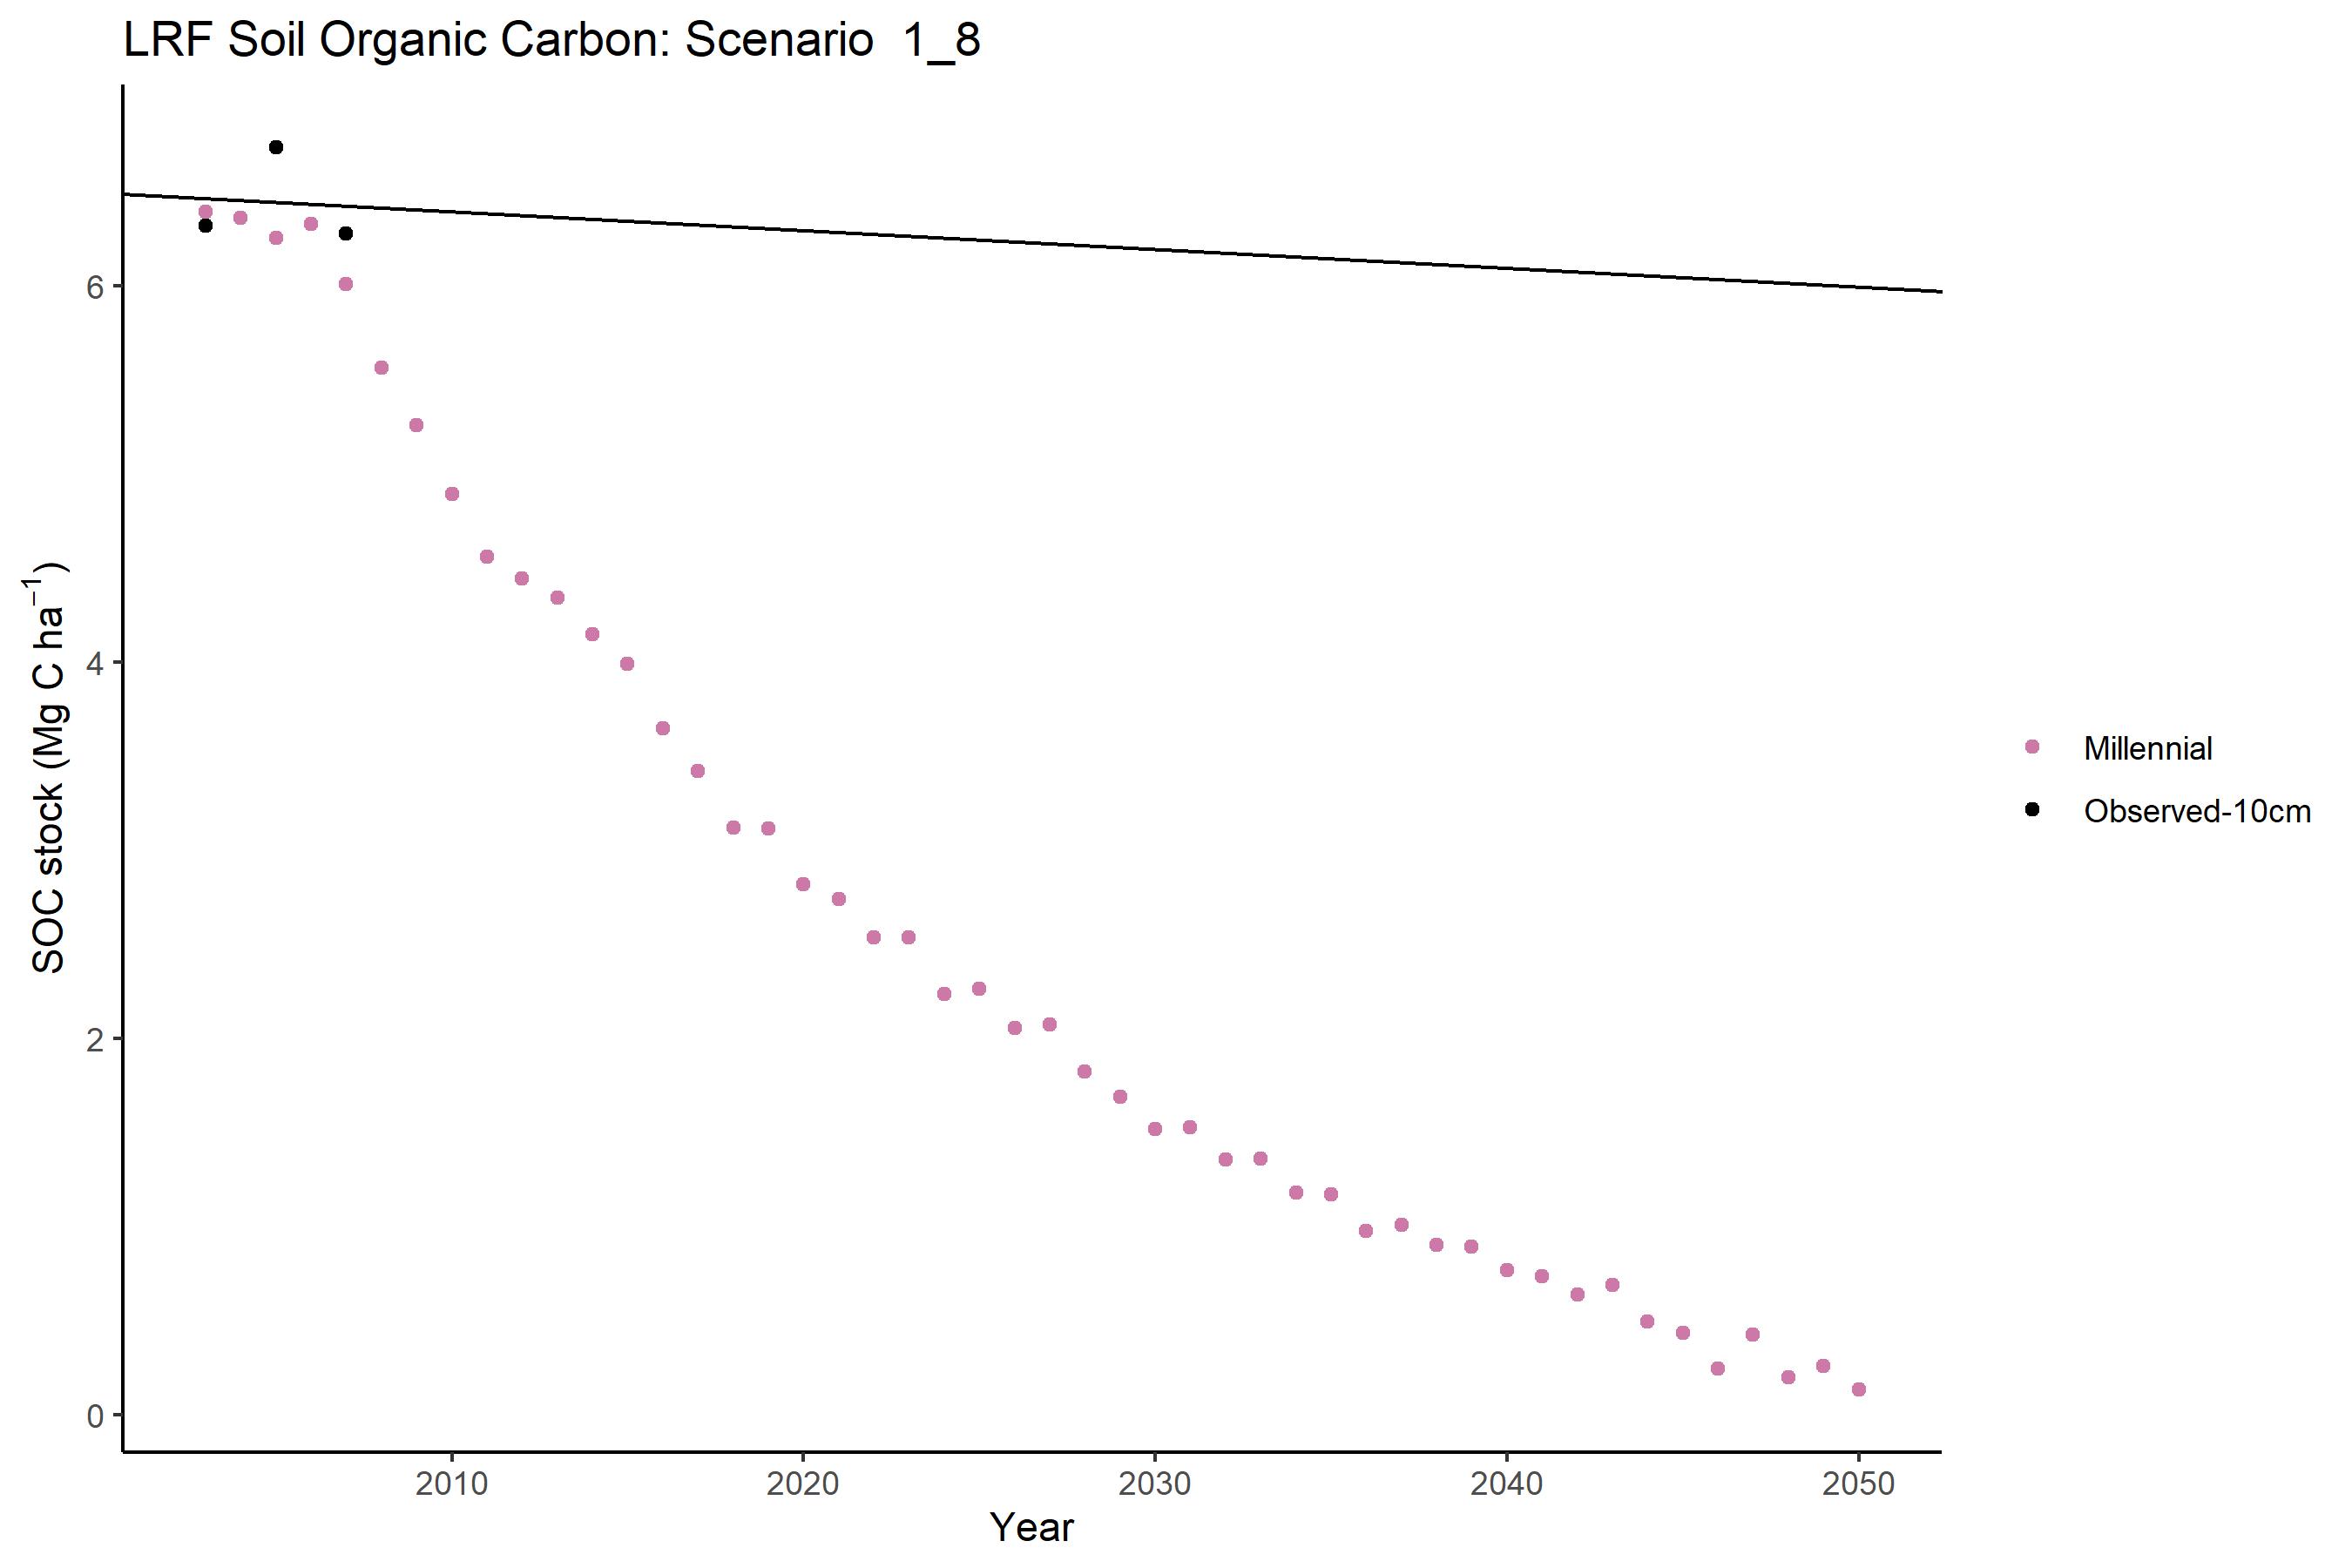 LRF Soil Organic Carbon: Scenario  1_8
SOC stock (Mg C ha⁻¹)
6
4
2
0
2010
2020
2030
2040
2050
Year
Millennial
Observed-10cm